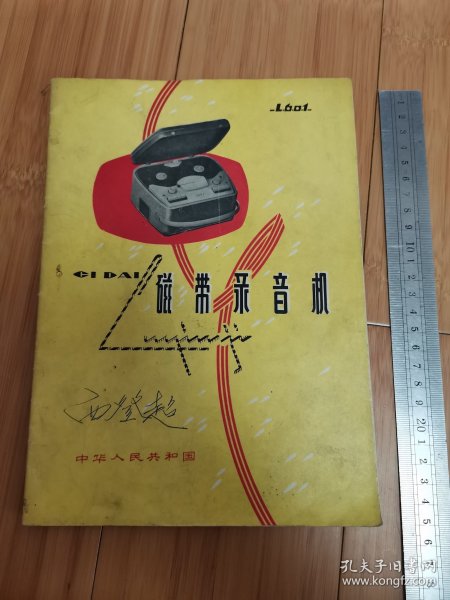 L601
CI DAI
磁带录音机
中华人民共和国
孔夫子旧书网
www.kongfz.com